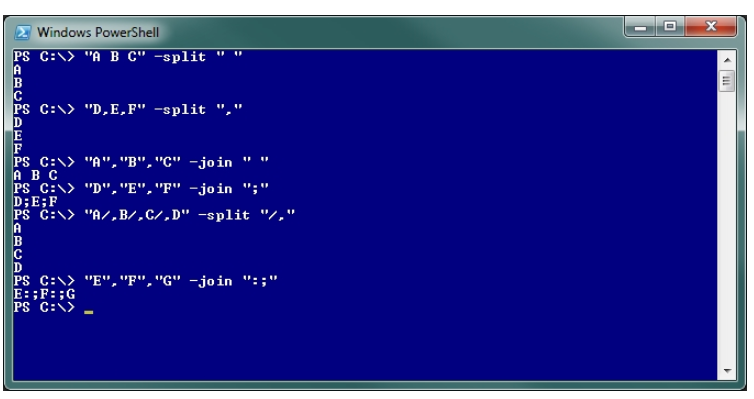 Windows PowerShell
PS C:\> "A B C" -split " "
A
B
C
PS C:\> "D,E,F" -split ","
D
E
F
PS C:\> "A","B","C" -join " "
A B C
PS C:\> "D","E","F" -join ";"
D;E;F
PS C:\> "A/,B/,C/,D" -split "/,"
A
B
C
D
PS C:\> "E","F","G" -join ":;"
E:;F:;G
PS C:\> _